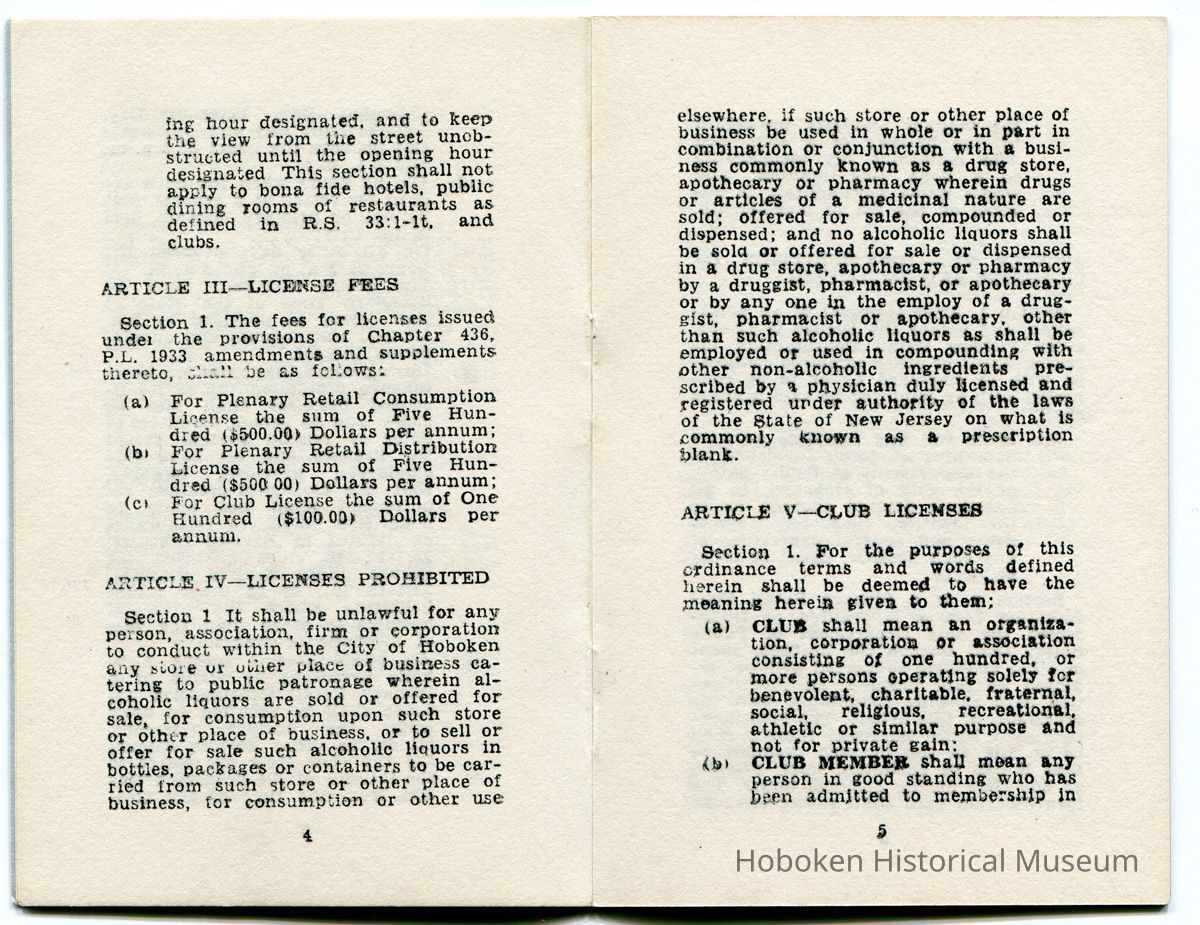 ing hour designated, and to keep
the view from the street unob-
structed until the opening hour
designated This section shall not
apply to bona fide hotels, public
dining rooms of restaurants as
defined in R.S. 33:1-1t, and
clubs.
ARTICLE III—LICENSE FEES
Section 1. The fees for licenses issued
under the provisions of Chapter 436,
P.L. 1933 amendments and supplements
thereto, shall be as follows:
(a) For Plenary Retail Consumption
License the sum of Five Hun-
dred ($500.00) Dollars per annum;
(b) For Plenary Retail Distribution
License the sum of Five Hun-
dred ($500 00) Dollars per annum;
(c) For Club License the sum of One
Hundred ($100.00) Dollars per
annum.
ARTICLE IV—LICENSES PROHIBITED
Section 1 It shall be unlawful for any
person, association, firm or corporation
to conduct within the City of Hoboken
any store or other place of business ca-
tering to public patronage wherein al-
coholic liquors are sold or offered for
sale, for consumption upon such store
or other place of business, or to sell or
offer for sale such alcoholic liquors in
bottles, packages or containers to be car-
ried from such store or other place of
business, for consumption or other use
4
elsewhere, if such store or other place of
business be used in whole or in part in
combination or conjunction with a busi-
ness commonly known as a drug store,
apothecary or pharmacy wherein drugs
or articles of a medicinal nature are
sold; offered for sale, compounded or
dispensed; and no alcoholic liquors shall
be sold or offered for sale or dispensed
in a drug store, apothecary or pharmacy
by a druggist, pharmacist, or apothecary
or by any one in the employ of a drug-
gist, pharmacist or apothecary, other
than such alcoholic liquors as shall be
employed or used in compounding with
other non-alcoholic ingredients pre-
scribed by a physician duly licensed and
registered under authority of the laws
of the State of New Jersey on what is
commonly known as a prescription
blank.
ARTICLE V—CLUB LICENSES
Section 1. For the purposes of this
ordinance terms and words defined
herein shall be deemed to have the
meaning herein given to them;
(a) CLUB shall mean an organiza-
tion, corporation or association
consisting of one hundred, or
more persons operating solely for
benevolent, charitable, fraternal,
social, religious, recreational,
athletic or similar purpose and
not for private gain;
(b) CLUB MEMBER shall mean any
person in good standing who has
been admitted to membership in
5
Hoboken Historical Museum